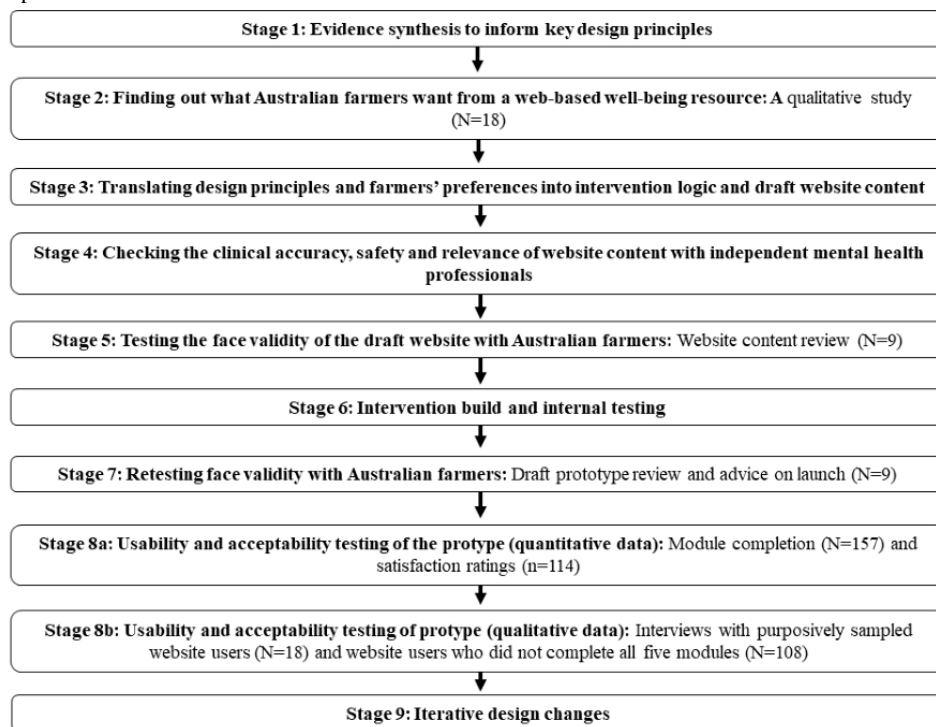 Stage 1: Evidence synthesis to inform key design principles
Stage 2: Finding out what Australian farmers want from a web-based well-being resource: A qualitative study
(N=18)
Stage 3: Translating design principles and farmers' preferences into intervention logic and draft website content
Stage 4: Checking the clinical accuracy, safety and relevance of website content with independent mental health
professionals
Stage 5: Testing the face validity of the draft website with Australian farmers: Website content review (N=9)
Stage 6: Intervention build and internal testing
Stage 7: Retesting face validity with Australian farmers: Draft prototype review and advice on launch (N=9)
Stage 8a: Usability and acceptability testing of the protype (quantitative data): Module completion (N=157) and
satisfaction ratings (n=114)
Stage 8b: Usability and acceptability testing of protype (qualitative data): Interviews with purposively sampled
website users (N=18) and website users who did not complete all five modules (N=108)
Stage 9: Iterative design changes